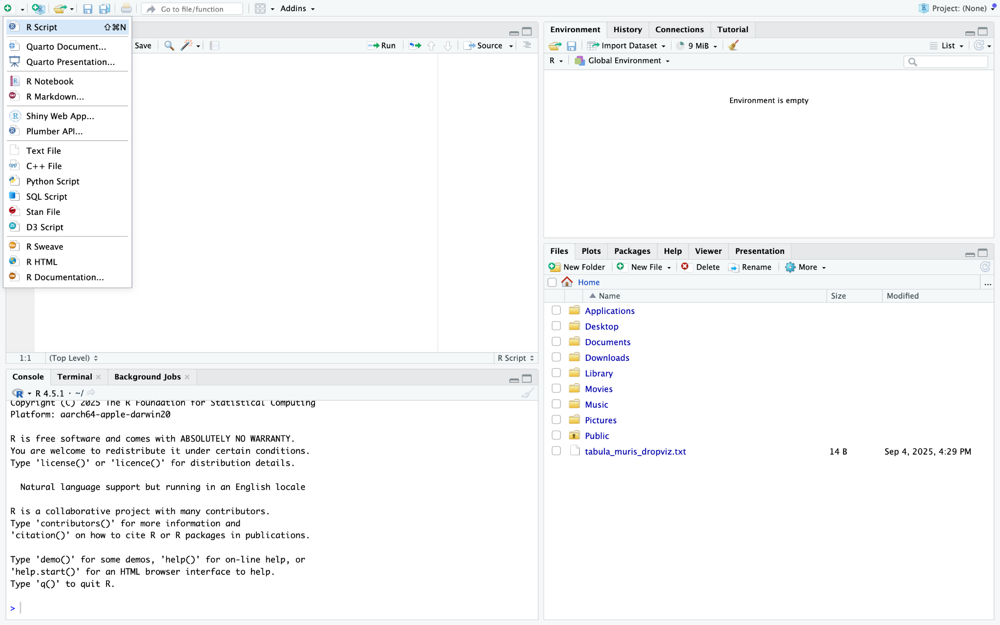 Go to file/function
Addins
Project: (None)
R Script ⇧⌘N
Quarto Document...
Quarto Presentation...
R Notebook
R Markdown...
Shiny Web App...
Plumber API...
Text File
C++ File
Python Script
SQL Script
Stan File
D3 Script
R Sweave
R HTML
R Documentation...
Save
Run
Source
1:1 (Top Level) R Script
Console Terminal Background Jobs
R 4.5.1 · ~/
Copyright (C) 2025 The R Foundation for Statistical Computing
Platform: aarch64-apple-darwin20
R is free software and comes with ABSOLUTELY NO WARRANTY.
You are welcome to redistribute it under certain conditions.
Type 'license()' or 'licence()' for distribution details.
Natural language support but running in an English locale
R is a collaborative project with many contributors.
Type 'contributors()' for more information and
'citation()' on how to cite R or R packages in publications.
Type 'demo()' for some demos, 'help()' for on-line help, or
'help.start()' for an HTML browser interface to help.
Type 'q()' to quit R.
>
Environment History Connections Tutorial
Import Dataset 9 MiB List
R Global Environment
Environment is empty
Files Plots Packages Help Viewer Presentation
New Folder New File Delete Rename More
Home ...
Name Size Modified
Applications
Desktop
Documents
Downloads
Library
Movies
Music
Pictures
Public
tabula_muris_dropviz.txt 14 B Sep 4, 2025, 4:29 PM